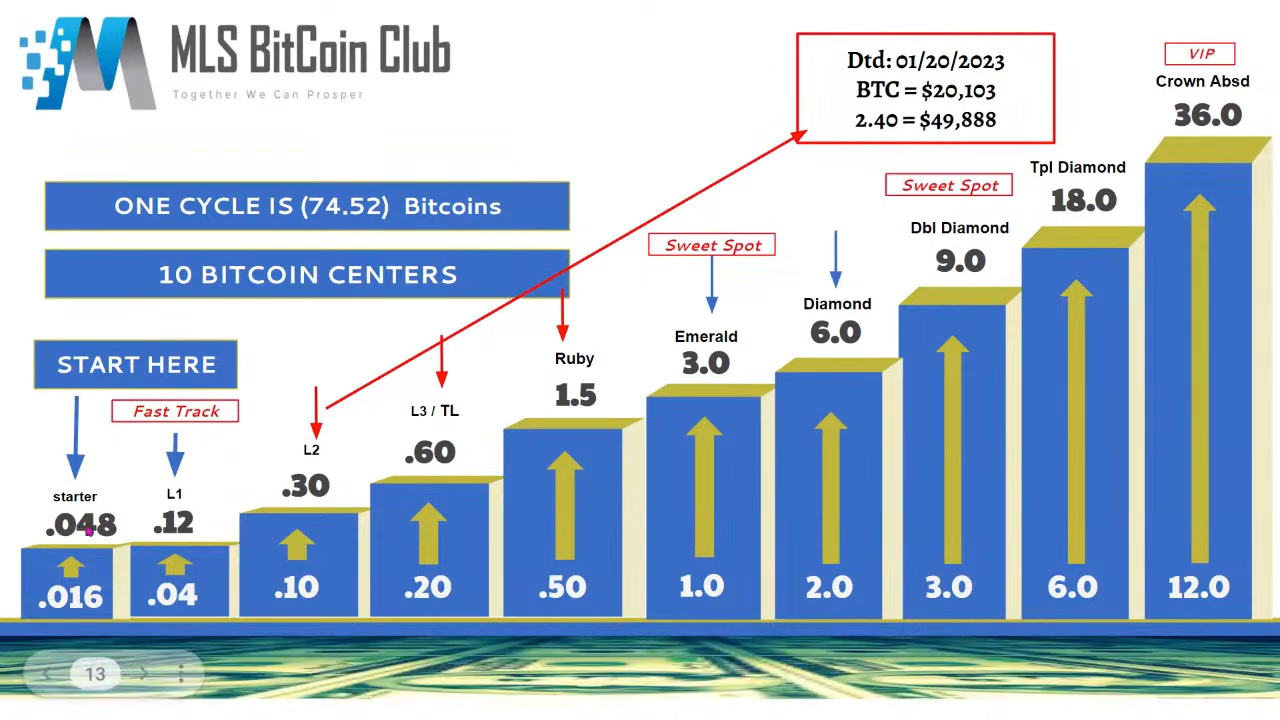 MLS BitCoin Club
Together We Can Prosper
Dtd: 01/20/2023
BTC = $20,103
2.40 = $49,888
VIP
Crown Absd
36.0
ONE CYCLE IS (74.52) Bitcoins
10 BITCOIN CENTERS
START HERE
Fast Track
starter
.048
L1
.12
L2
.30
L3 / TL
.60
Ruby
1.5
Sweet Spot
Emerald
3.0
Diamond
6.0
Sweet Spot
Dbl Diamond
9.0
Tpl Diamond
18.0
.016
.04
.10
.20
.50
1.0
2.0
3.0
6.0
12.0
13